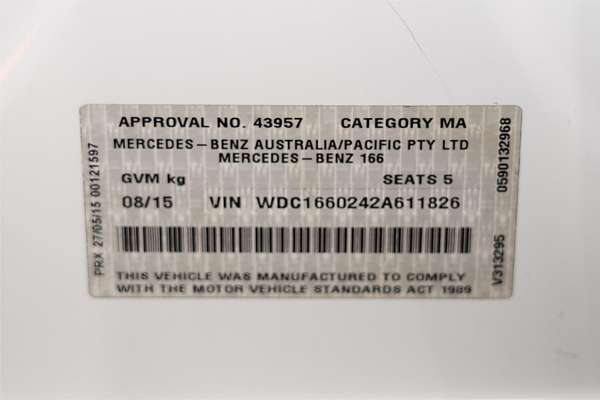 APPROVAL NO. 43957 CATEGORY MA
MERCEDES-BENZ AUSTRALIA/PACIFIC PTY LTD
MERCEDES-BENZ 166
GVM kg SEATS 5
08/15 VIN WDC1660242A611826
THIS VEHICLE WAS MANUFACTURED TO COMPLY
WITH THE MOTOR VEHICLE STANDARDS ACT 1989
PRX 27/05/15 00121597
0590132968
V313295